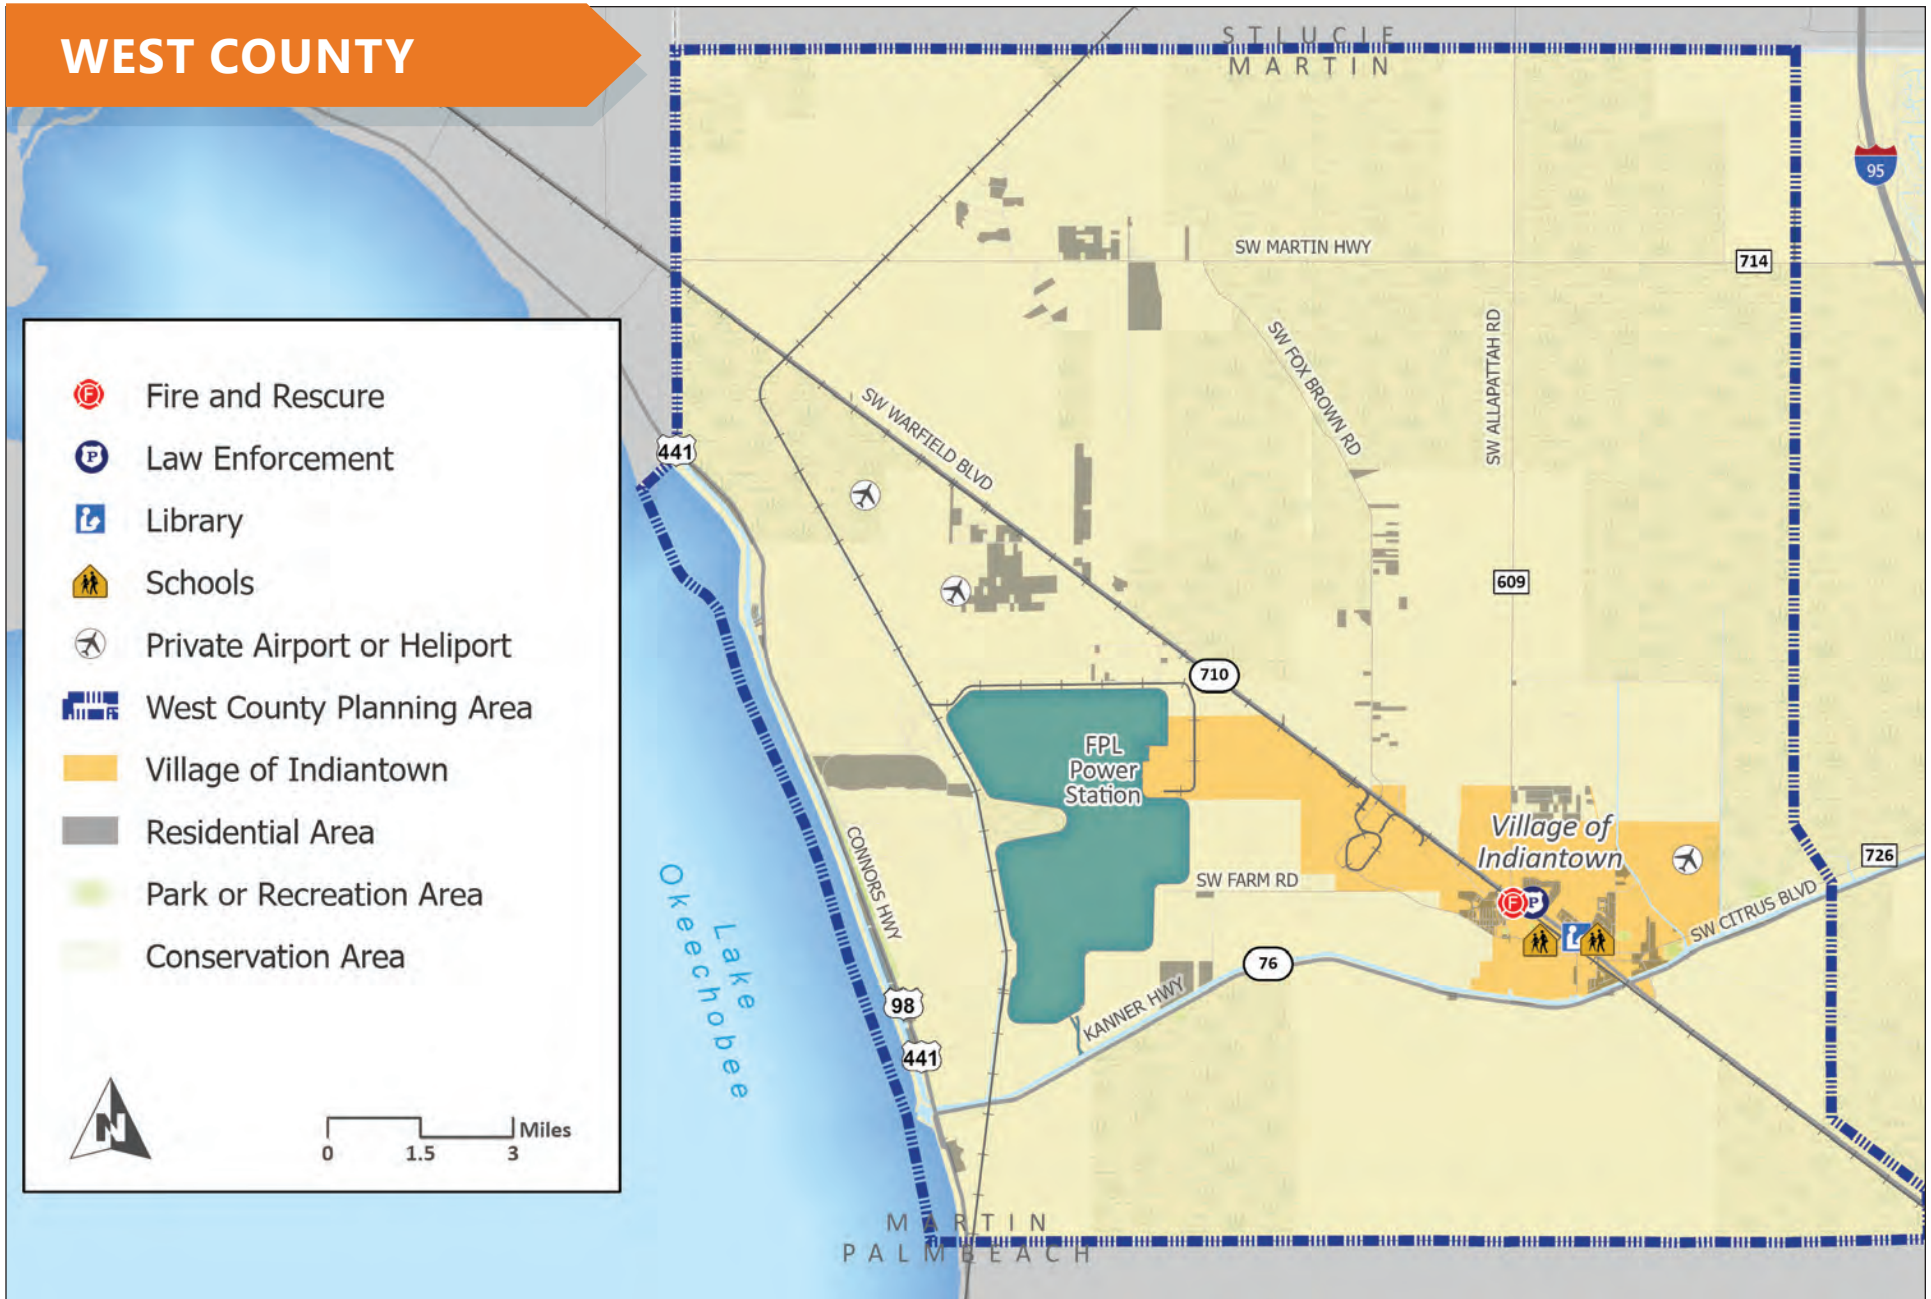 WEST COUNTY
ST LUCIE
MARTIN
95
SW MARTIN HWY
714
SW FOX BROWN RD
SW ALLAPATTAH RD
SW WARFIELD BLVD
441
609
710
FPL
Power
Station
Village of
Indiantown
726
SW FARM RD
SW CITRUS BLVD
CONNORS HWY
F
P
76
KANNER HWY
98
441
Lake
Okeechobee
MARTIN
PALM BEACH
F Fire and Rescure
P Law Enforcement
Library
Schools
Private Airport or Heliport
West County Planning Area
Village of Indiantown
Residential Area
Park or Recreation Area
Conservation Area
N
Miles
0 1.5 3